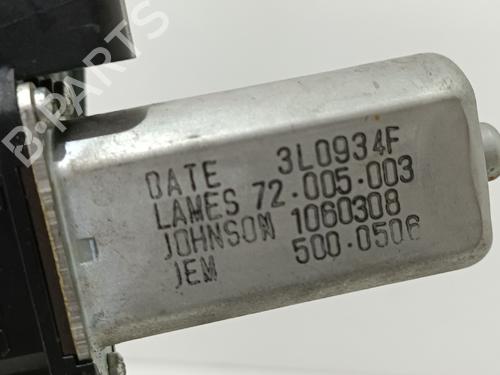 B-PARTS
DATE 3L0934F
LAMES 72.005.003
JOHNSON 1060308
JEM 500.0506